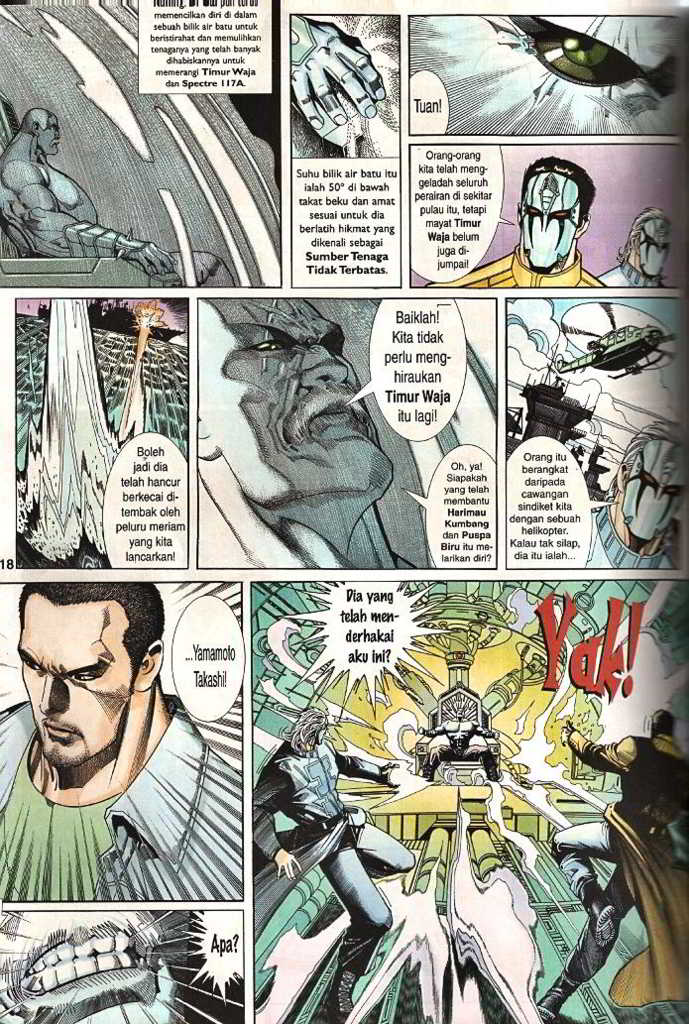 memencilkan diri di dalam
sebuah bilik air batu untuk
beristirahat dan memulihkan
tenaganya yang telah banyak
dihabiskannya untuk
memerangi Timur Waja
dan Spectre 117A.
Suhu bilik air batu itu
ialah 50° di bawah
takat beku dan amat
sesuai untuk dia
berlatih hikmat yang
dikenali sebagai
Sumber Tenaga
Tidak Terbatas.
Tuan!
Orang-orang
kita telah meng-
geladah seluruh
perairan di sekitar
pulau itu, tetapi
mayat Timur
Waja belum
juga di-
jumpai!
Boleh
jadi dia
telah hancur
berkecai di-
tembak oleh
peluru meriam
yang kita
lancarkan!
Baiklah!
Kita tidak
perlu meng-
hiraukan
Timur Waja
itu lagi!
Oh, ya!
Siapakah
yang telah
membantu
Harimau
Kumbang
dan Puspa
Biru itu me-
larikan diri?
Orang itu
berangkat
daripada
cawangan
sindiket kita
dengan sebuah
helikopter.
Kalau tak silap,
dia itu ialah...
18
...Yamamoto
Takashi!
Apa?
Dia yang
telah men-
derhakai
aku ini?
Yak!